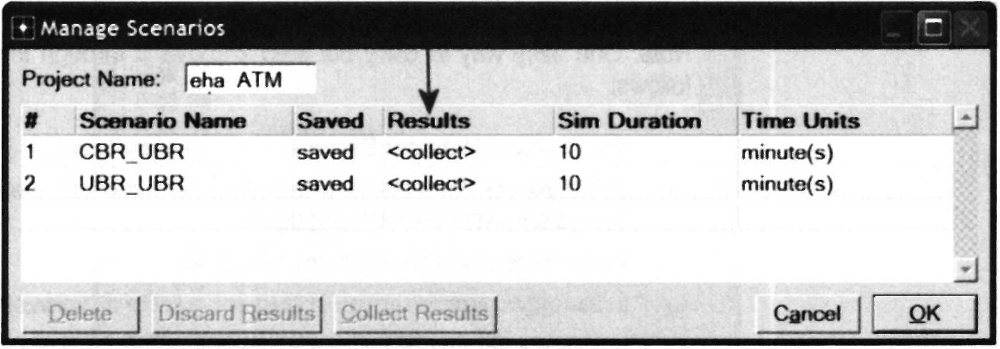 Manage Scenarios
Project Name: eha ATM
# Scenario Name Saved Results Sim Duration Time Units
1 CBR_UBR saved <collect> 10 minute(s)
2 UBR_UBR saved <collect> 10 minute(s)
Delete Discard Results Collect Results Cancel OK